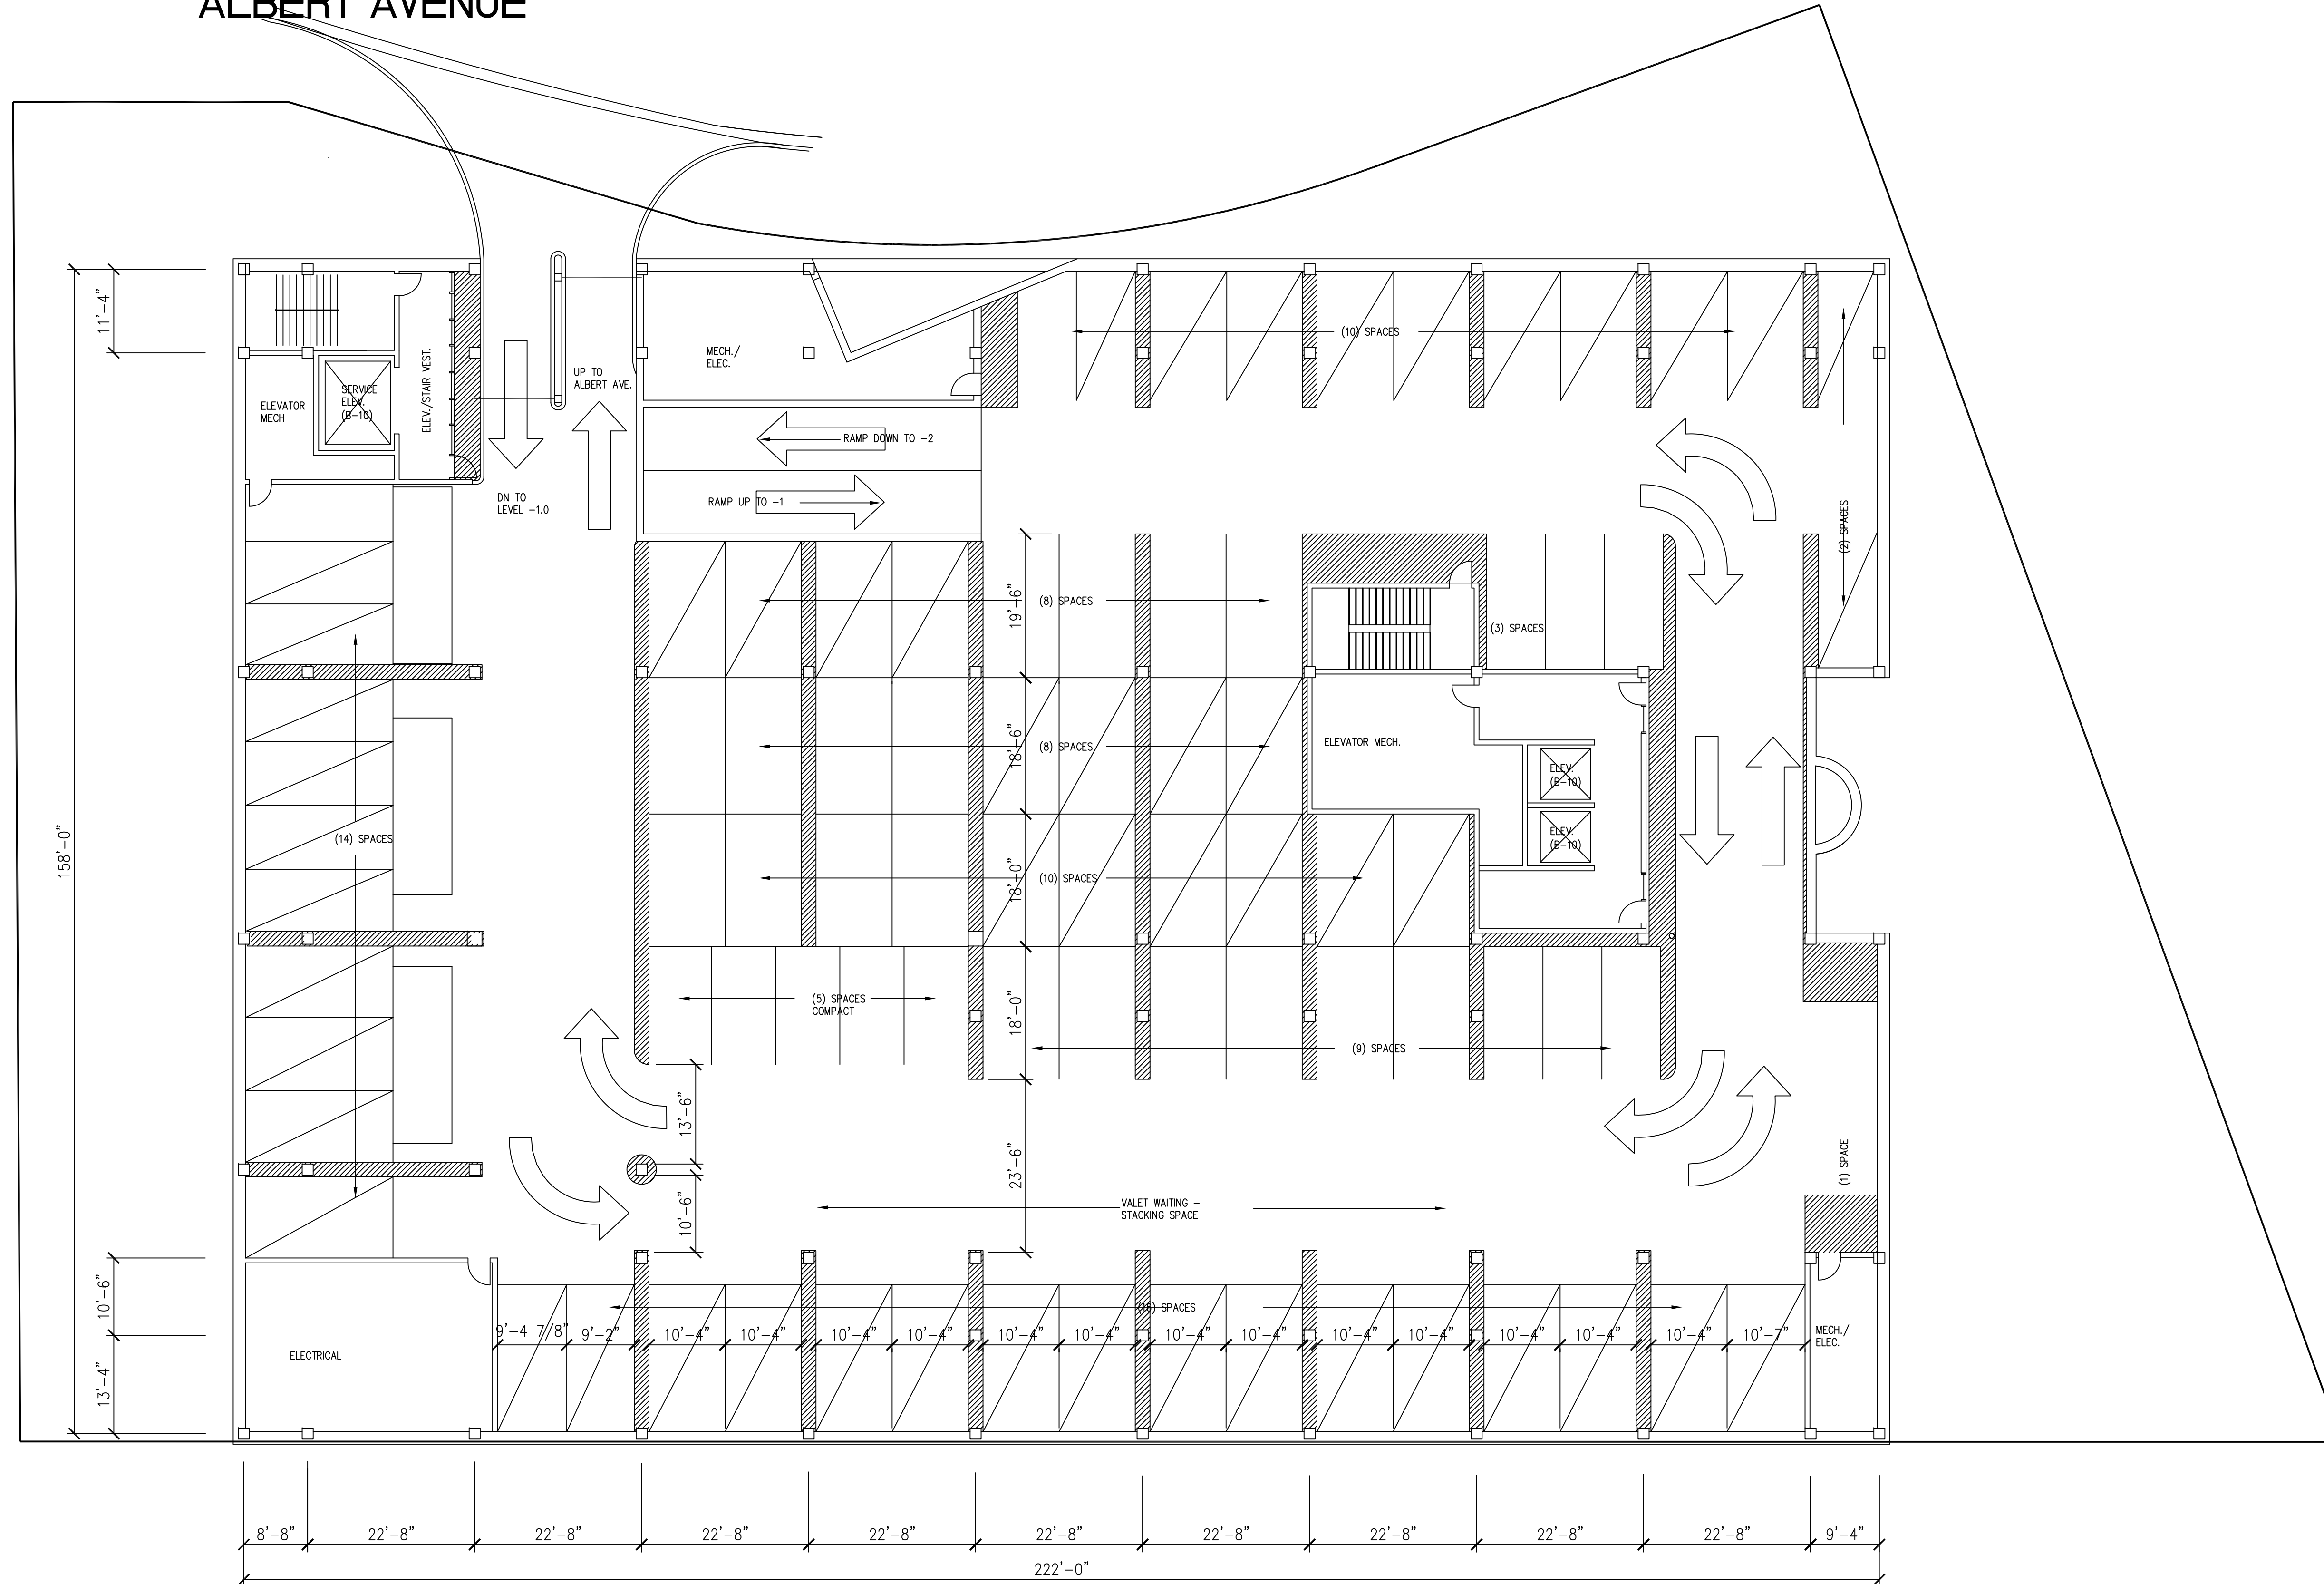 ALBERT AVENUE
11'-4"
158'-0"
10'-6"
13'-4"
SERVICE
ELEV.
(B-10)
ELEVATOR
MECH
ELEV./STAIR VEST.
UP TO
ALBERT AVE.
DN TO
LEVEL -1.0
MECH./
ELEC.
RAMP DOWN TO -2
RAMP UP TO -1
(10) SPACES
(2) SPACES
19'-6"
(8) SPACES
(3) SPACES
18'-6"
(8) SPACES
ELEVATOR MECH.
ELEV.
(B-10)
ELEV.
(B-10)
(14) SPACES
18'-0"
(10) SPACES
(5) SPACES
COMPACT
18'-0"
(9) SPACES
13'-6"
23'-6"
10'-6"
(1) SPACE
VALET WAITING -
STACKING SPACE
SPACES
9'-4 7/8"
9'-2"
10'-4"
10'-4"
10'-4"
10'-4"
10'-4"
10'-4"
10'-4"
10'-4"
10'-4"
10'-4"
10'-4"
10'-4"
10'-4"
10'-7"
MECH./
ELEC.
ELECTRICAL
8'-8"
22'-8"
22'-8"
22'-8"
22'-8"
22'-8"
22'-8"
22'-8"
22'-8"
22'-8"
9'-4"
222'-0"